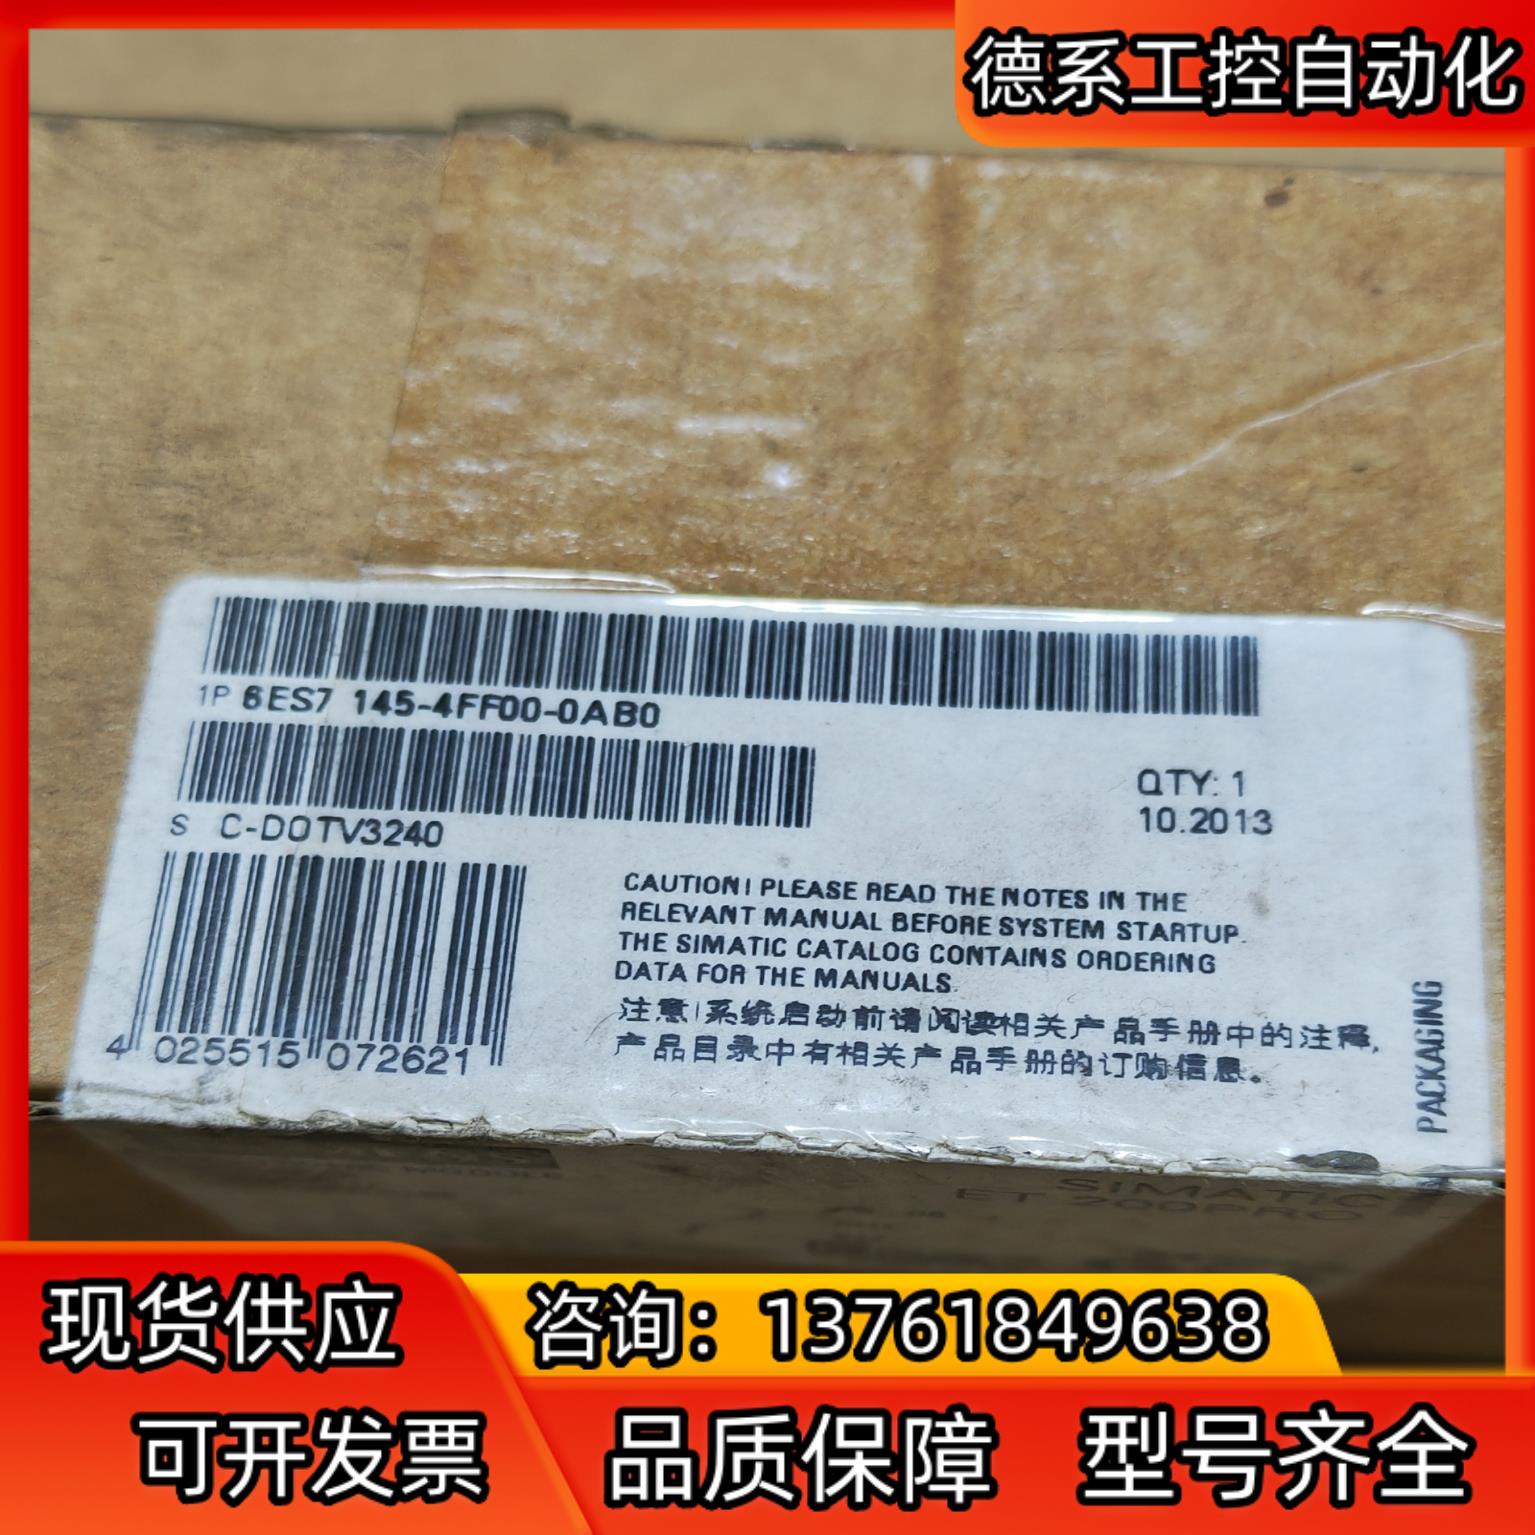 德系工控自动化
1P 6ES7 145-4FF00-0AB0
S C-D0TV3240
QTY: 1
10.2013
4 025515 072621
CAUTION! PLEASE READ THE NOTES IN THE
RELEVANT MANUAL BEFORE SYSTEM STARTUP.
THE SIMATIC CATALOG CONTAINS ORDERING
DATA FOR THE MANUALS.
注意!系统启动前请阅读相关产品手册中的注释,
产品目录中有相关产品手册的订购信息。
PACKAGING
SIMATIC
ET 200PRO
现货供应
咨询：13761849638
可开发票
品质保障
型号齐全